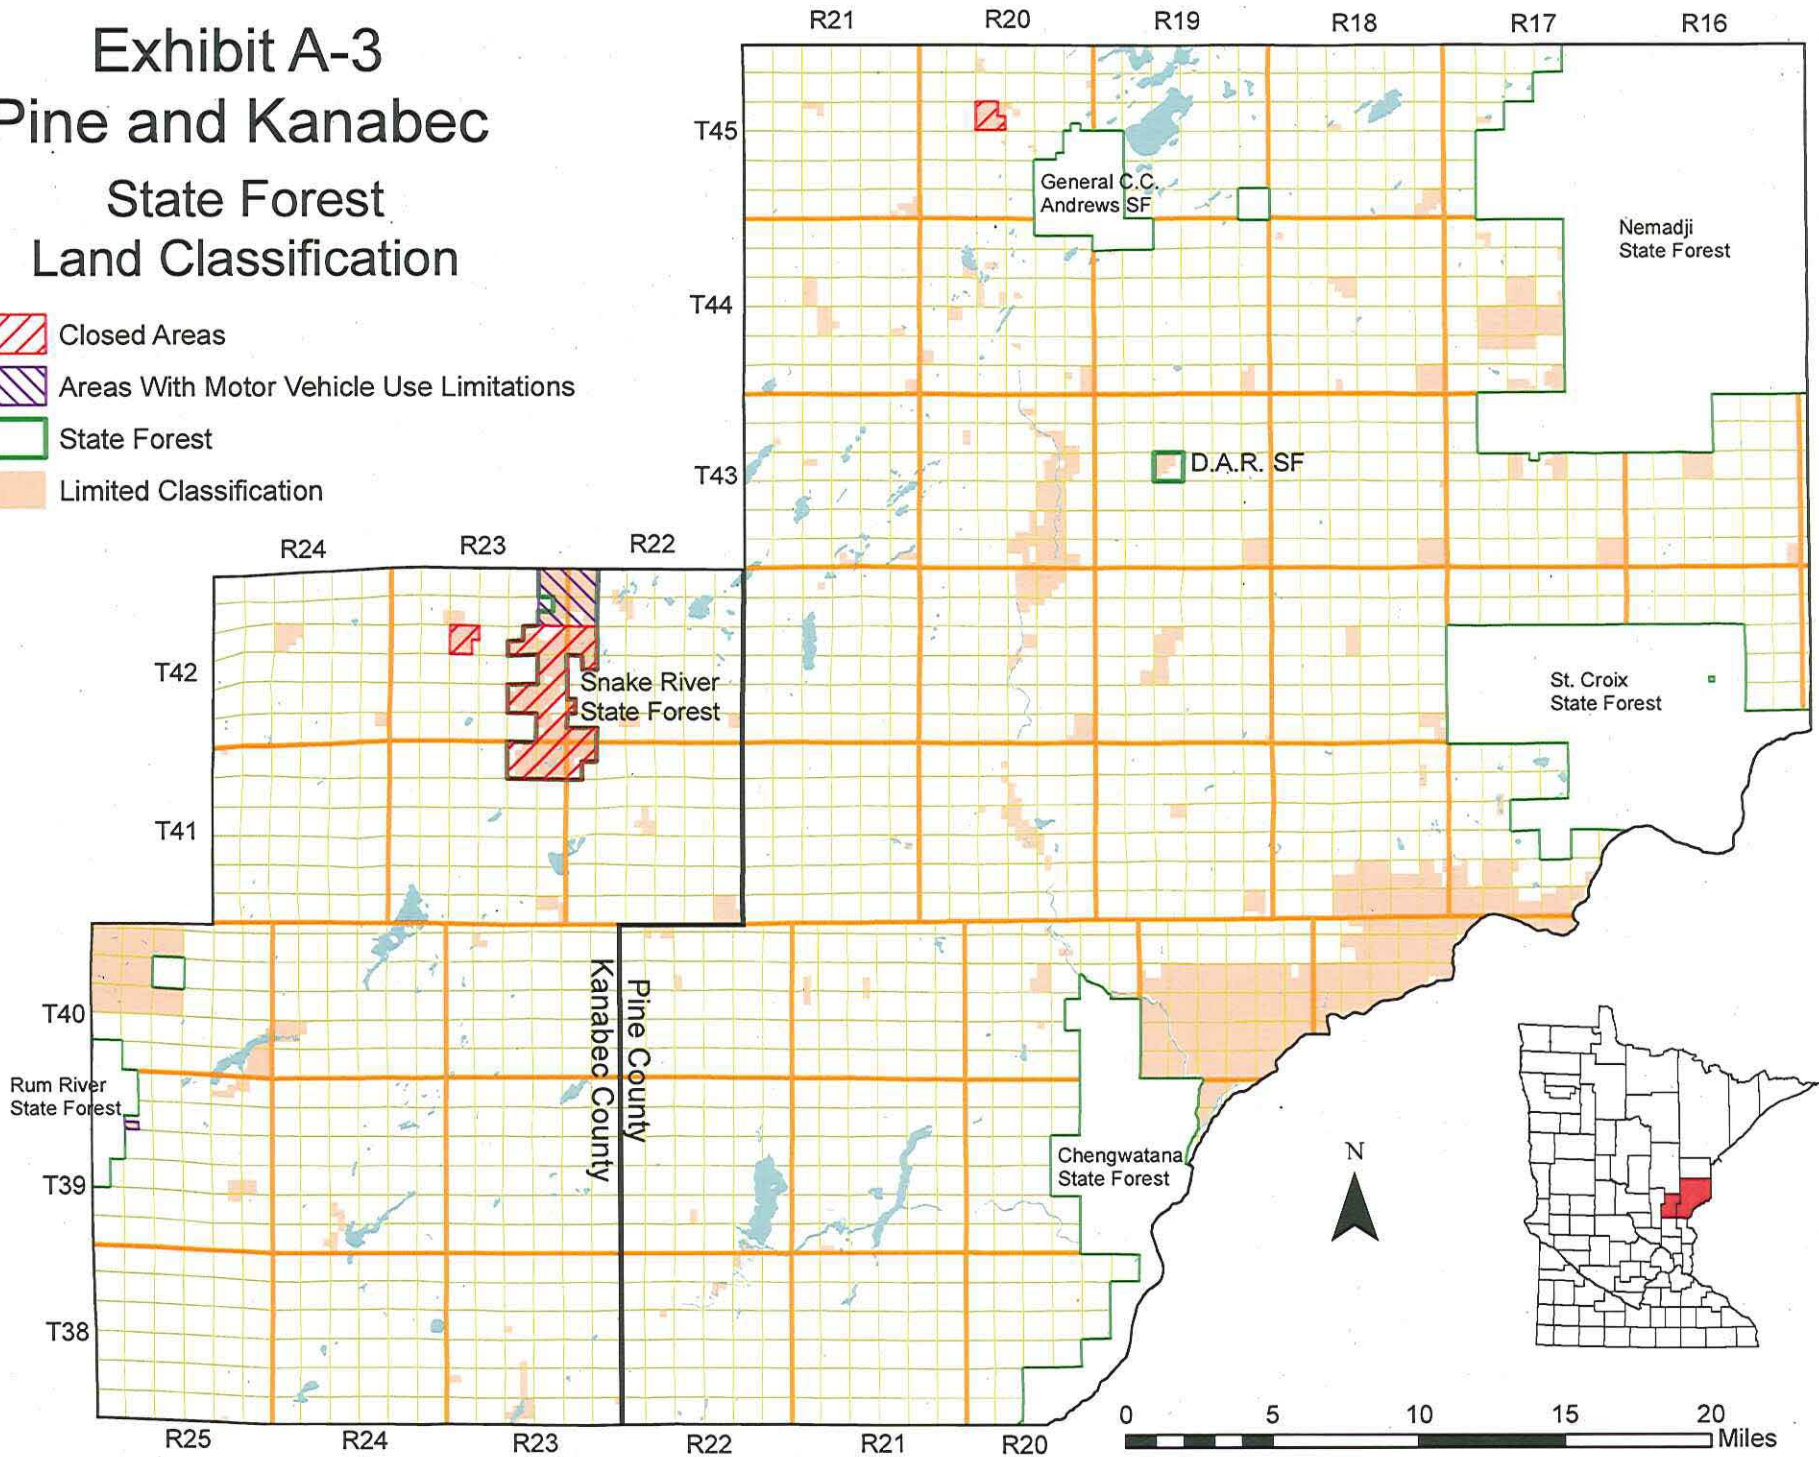 Exhibit A-3
Pine and Kanabec
State Forest
Land Classification
Closed Areas
Areas With Motor Vehicle Use Limitations
State Forest
Limited Classification
R21
R20
R19
R18
R17
R16
T45
T44
T43
General C.C.
Andrews SF
Nemadji
State Forest
D.A.R. SF
R24
R23
R22
T42
T41
Snake River
State Forest
St. Croix
State Forest
T40
T39
T38
Rum River
State Forest
Pine County
Kanabec County
Chengwatana
State Forest
N
R25
R24
R23
R22
R21
R20
0
5
10
15
20
Miles